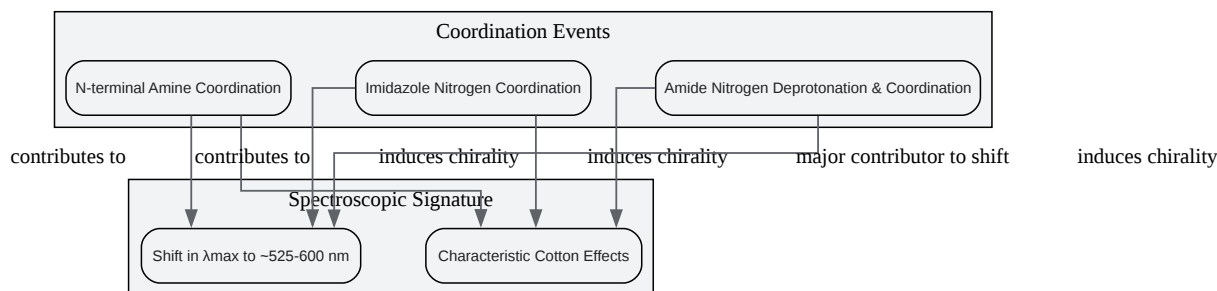 Coordination Events
N-terminal Amine Coordination
Imidazole Nitrogen Coordination
Amide Nitrogen Deprotonation & Coordination
contributes to
contributes to
induces chirality
induces chirality
major contributor to shift
induces chirality
Spectroscopic Signature
Shift in λmax to ~525-600 nm
Characteristic Cotton Effects